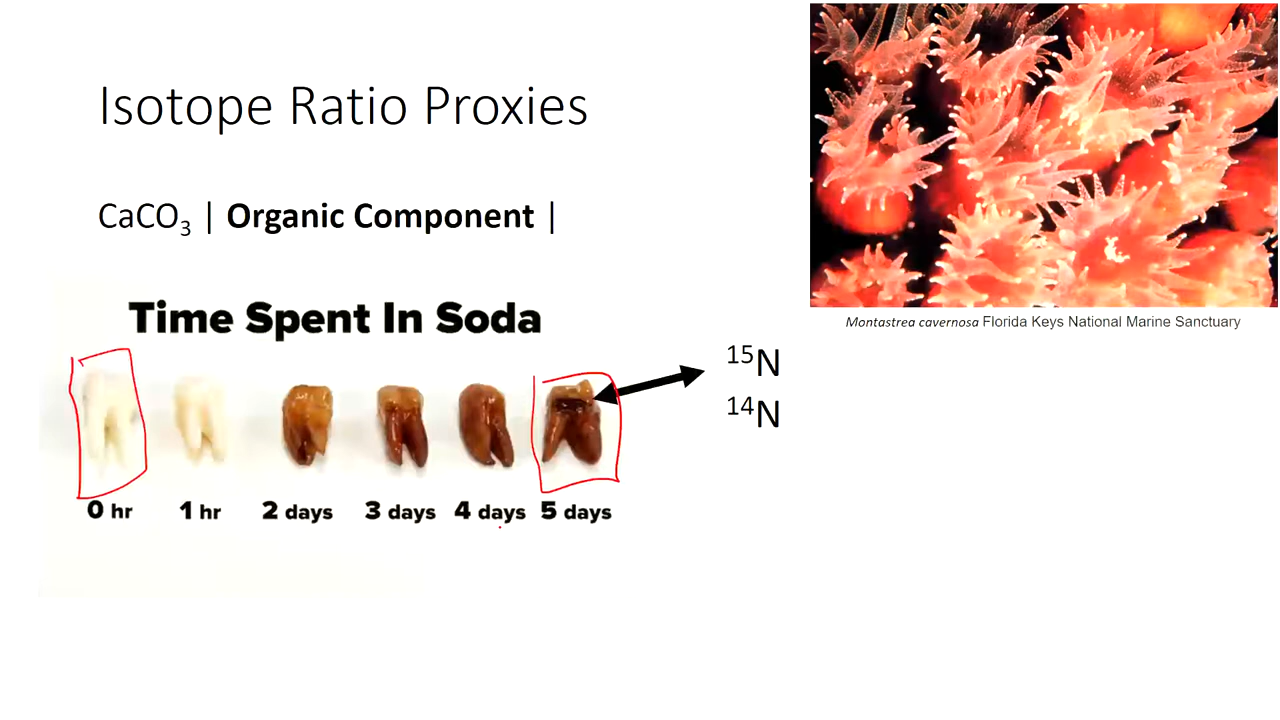 Isotope Ratio Proxies
CaCO₃ | Organic Component |
Montastrea cavernosa Florida Keys National Marine Sanctuary
Time Spent In Soda
¹⁵N
¹⁴N
0 hr 1 hr 2 days 3 days 4 days 5 days